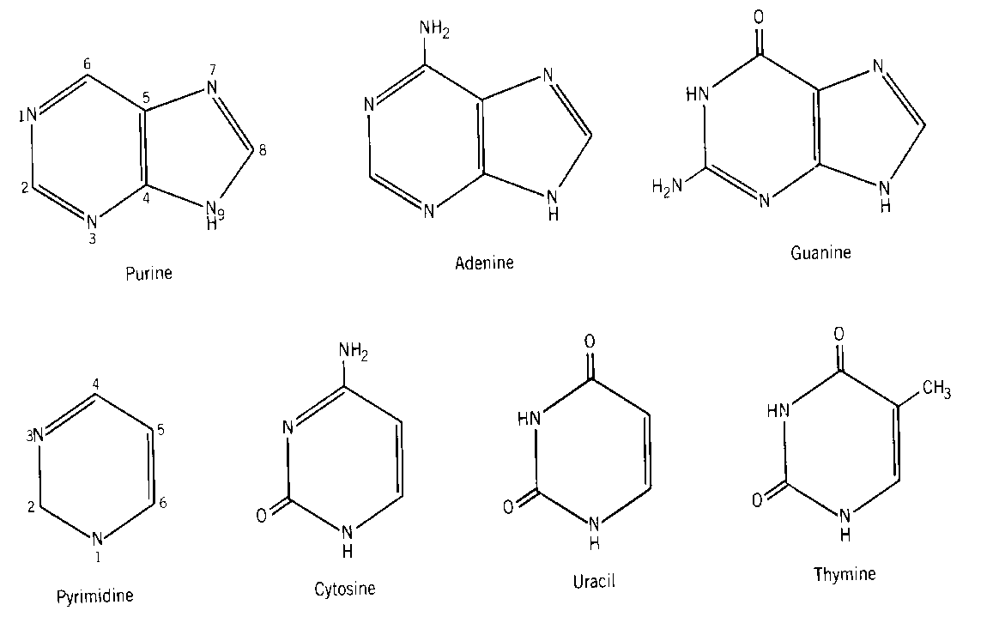 NH₂
O
6
7
N
5
N
1N
N
N
HN
N
8
2
4
H₂N
N
3
N
H
9
N
N
H
N
N
H
Purine
Adenine
Guanine
NH₂
O
O
4
CH₃
3N
5
N
HN
HN
2
6
O
O
O
N
1
N
H
N
H
N
H
Pyrimidine
Cytosine
Uracil
Thymine